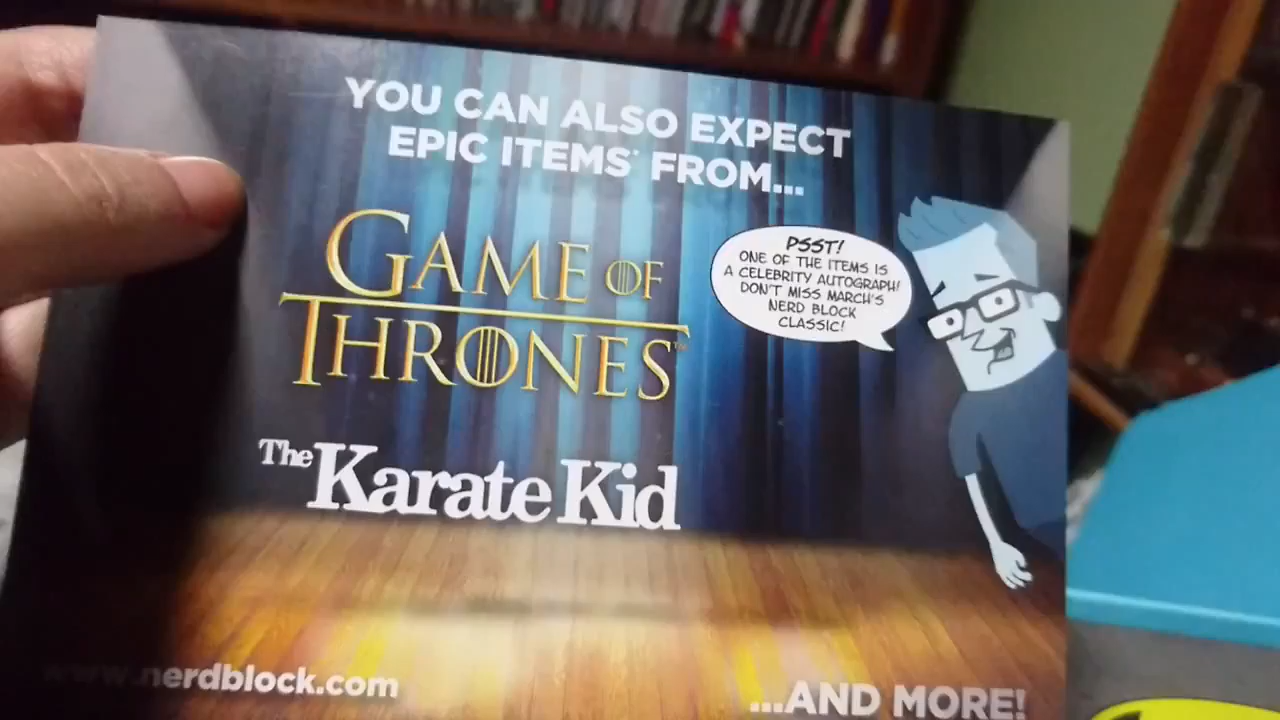 YOU CAN ALSO EXPECT
EPIC ITEMS* FROM...
GAME OF
THRONES™
PSST!
ONE OF THE ITEMS IS
A CELEBRITY AUTOGRAPH!
DON'T MISS MARCH'S
NERD BLOCK
CLASSIC!
The Karate Kid
www.nerdblock.com
...AND MORE!